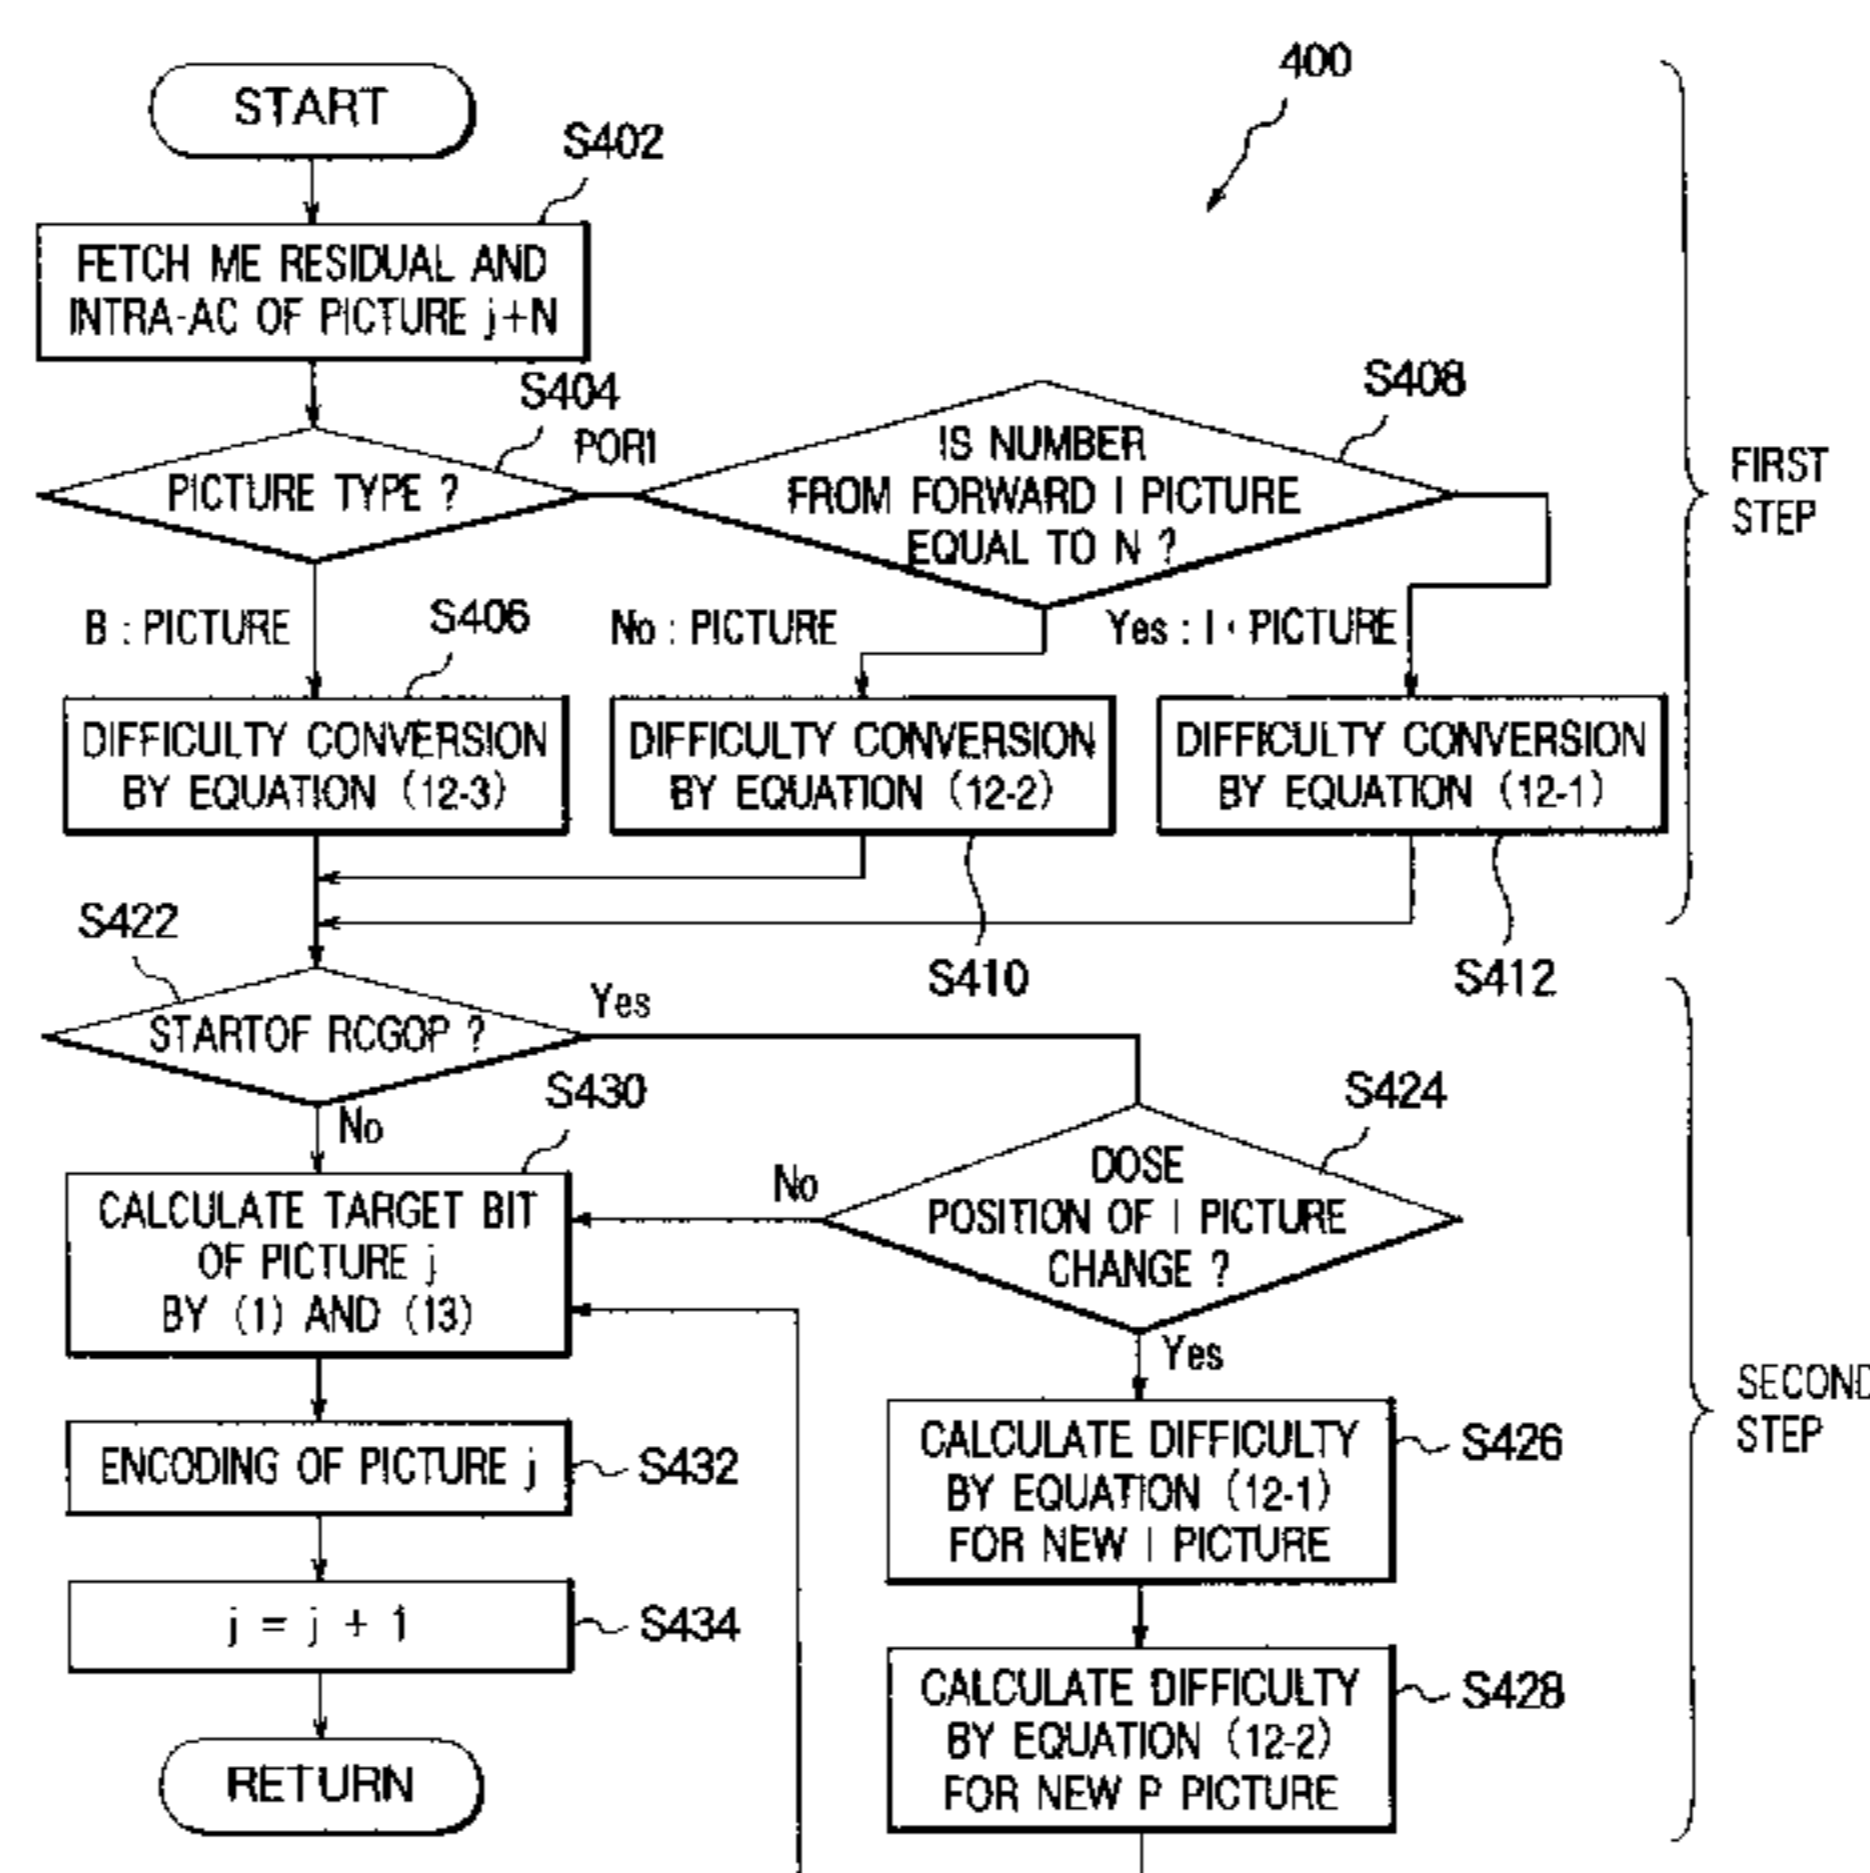 400
START
S402
FETCH ME RESIDUAL AND
INTRA-AC OF PICTURE j+N
S404
PORI
PICTURE TYPE ?
S408
IS NUMBER
FROM FORWARD I PICTURE
EQUAL TO N ?
FIRST
STEP
B : PICTURE
S406
No : PICTURE
Yes : I · PICTURE
DIFFICULTY CONVERSION
BY EQUATION (12-3)
DIFFICULTY CONVERSION
BY EQUATION (12-2)
DIFFICULTY CONVERSION
BY EQUATION (12-1)
S410
S412
S422
STARTOF RCGOP ?
Yes
No
S430
S424
DOSE
POSITION OF I PICTURE
CHANGE ?
No
Yes
CALCULATE TARGET BIT
OF PICTURE j
BY (1) AND (13)
ENCODING OF PICTURE j
S432
j = j + 1
S434
RETURN
CALCULATE DIFFICULTY
BY EQUATION (12-1)
FOR NEW I PICTURE
S426
CALCULATE DIFFICULTY
BY EQUATION (12-2)
FOR NEW P PICTURE
S428
SECOND
STEP